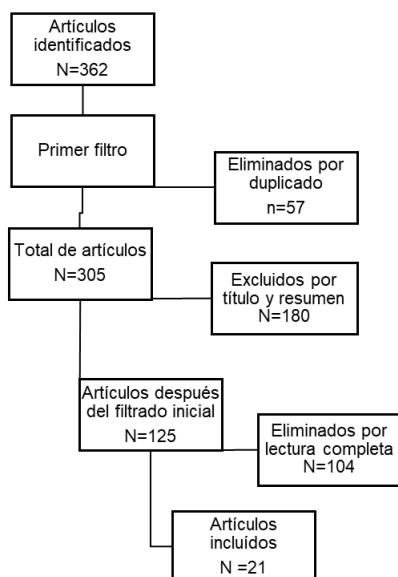 Artículos
identificados
N=362
Primer filtro
Eliminados por
duplicado
n=57
Total de artículos
N=305
Excluidos por
título y resumen
N=180
Artículos después
del filtrado inicial
N=125
Eliminados por
lectura completa
N=104
Artículos
incluídos
N =21